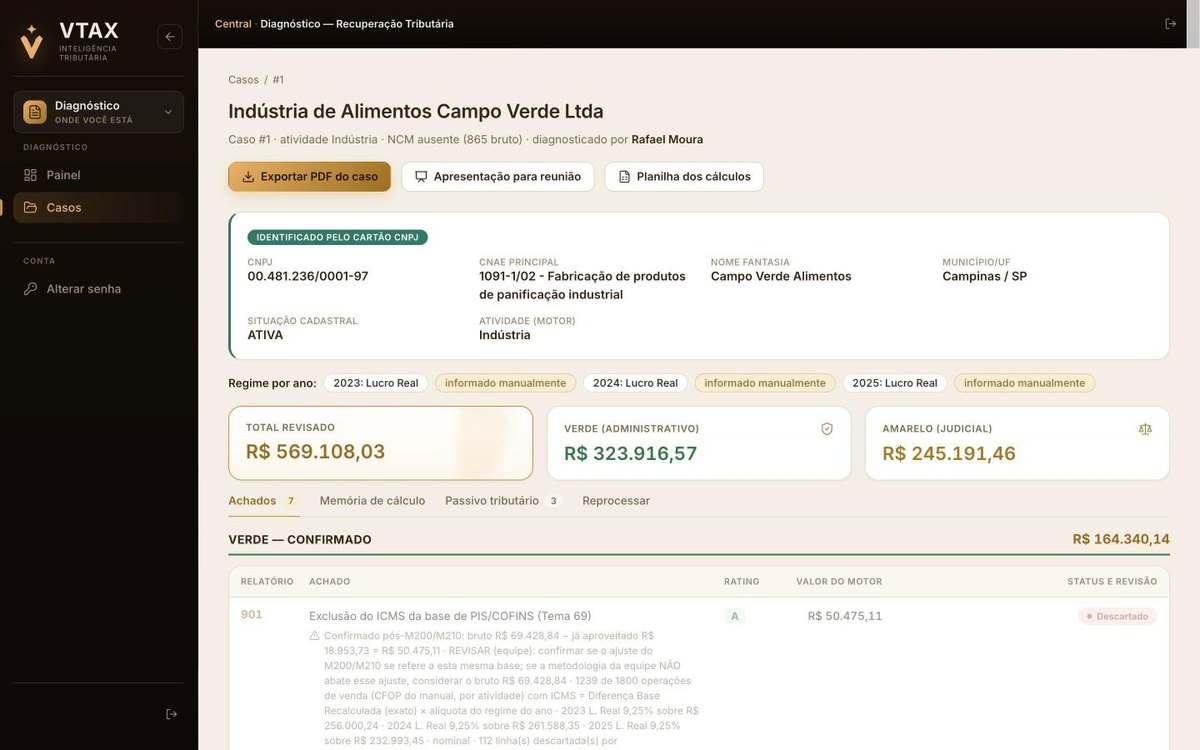 VTAX
INTELIGÊNCIA
TRIBUTÁRIA
Central · Diagnóstico — Recuperação Tributária
Diagnóstico
ONDE VOCÊ ESTÁ
DIAGNÓSTICO
Painel
Casos
CONTA
Alterar senha
Casos / #1
Indústria de Alimentos Campo Verde Ltda
Caso #1 · atividade Indústria · NCM ausente (865 bruto) · diagnosticado por Rafael Moura
Exportar PDF do caso
Apresentação para reunião
Planilha dos cálculos
IDENTIFICADO PELO CARTÃO CNPJ
CNPJ
00.481.236/0001-97
CNAE PRINCIPAL
1091-1/02 - Fabricação de produtos
de panificação industrial
NOME FANTASIA
Campo Verde Alimentos
MUNICÍPIO/UF
Campinas / SP
SITUAÇÃO CADASTRAL
ATIVA
ATIVIDADE (MOTOR)
Indústria
Regime por ano: 2023: Lucro Real informado manualmente 2024: Lucro Real informado manualmente 2025: Lucro Real informado manualmente
TOTAL REVISADO
R$ 569.108,03
VERDE (ADMINISTRATIVO)
R$ 323.916,57
AMARELO (JUDICIAL)
R$ 245.191,46
Achados 7 Memória de cálculo Passivo tributário 3 Reprocessar
VERDE — CONFIRMADO R$ 164.340,14
RELATÓRIO ACHADO RATING VALOR DO MOTOR STATUS E REVISÃO
901 Exclusão do ICMS da base de PIS/COFINS (Tema 69) A R$ 50.475,11 Descartado
Confirmado pós-M200/M210: bruto R$ 69.428,84 − já aproveitado R$
18.953,73 = R$ 50.475,11 · REVISAR (equipe): confirmar se o ajuste do
M200/M210 se refere a esta mesma base; se a metodologia da equipe NÃO
abate esse ajuste, considerar o bruto R$ 69.428,84 · 1239 de 1800 operações
de venda (CFOP do manual, por atividade) com ICMS = Diferença Base
Recalculada (exato) × alíquota do regime do ano · 2023 L. Real 9,25% sobre R$
256.000,24 · 2024 L. Real 9,25% sobre R$ 261.588,35 · 2025 L. Real 9,25%
sobre R$ 232.993,45 · nominal · 112 linha(s) descartada(s) por